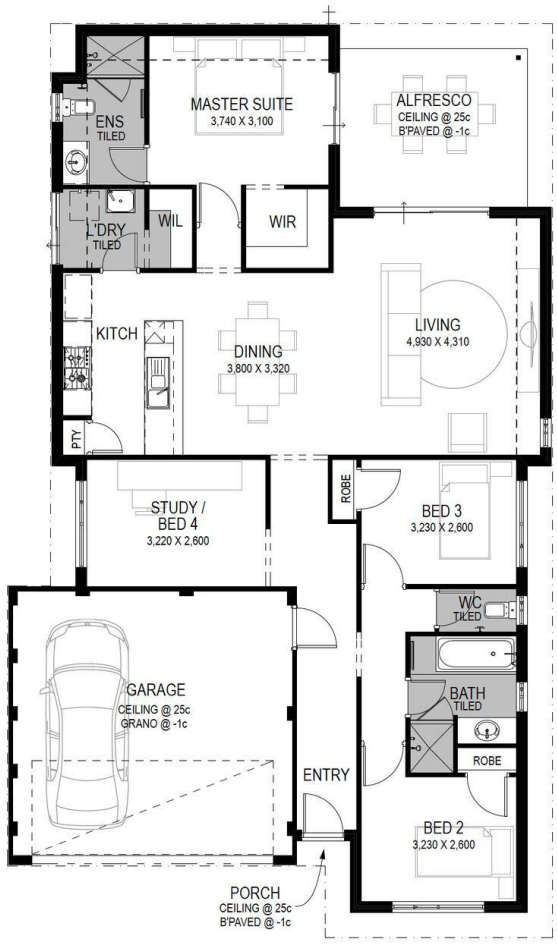 MASTER SUITE
3,740 X 3,100
ALFRESCO
CEILING @ 25c
B'PAVED @ -1c
ENS
TILED
L'DRY
TILED
WIL
WIR
KITCH
DINING
3,800 X 3,320
LIVING
4,930 X 4,310
PTY
STUDY /
BED 4
3,220 X 2,600
ROBE
BED 3
3,230 X 2,600
WC
TILED
GARAGE
CEILING @ 25c
GRANO @ -1c
BATH
TILED
ROBE
ENTRY
BED 2
3,230 X 2,600
PORCH
CEILING @ 25c
B'PAVED @ -1c